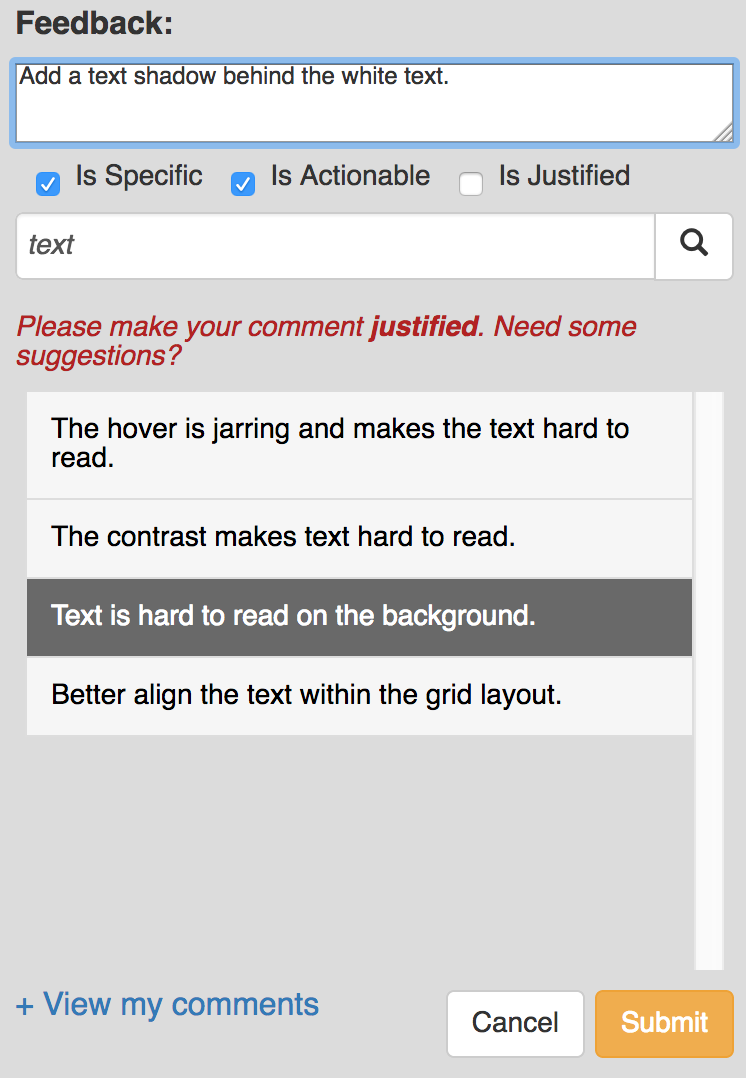 Feedback:
Add a text shadow behind the white text.
Is Specific Is Actionable Is Justified
text
Please make your comment justified. Need some
suggestions?
The hover is jarring and makes the text hard to
read.
The contrast makes text hard to read.
Text is hard to read on the background.
Better align the text within the grid layout.
+ View my comments
Cancel
Submit